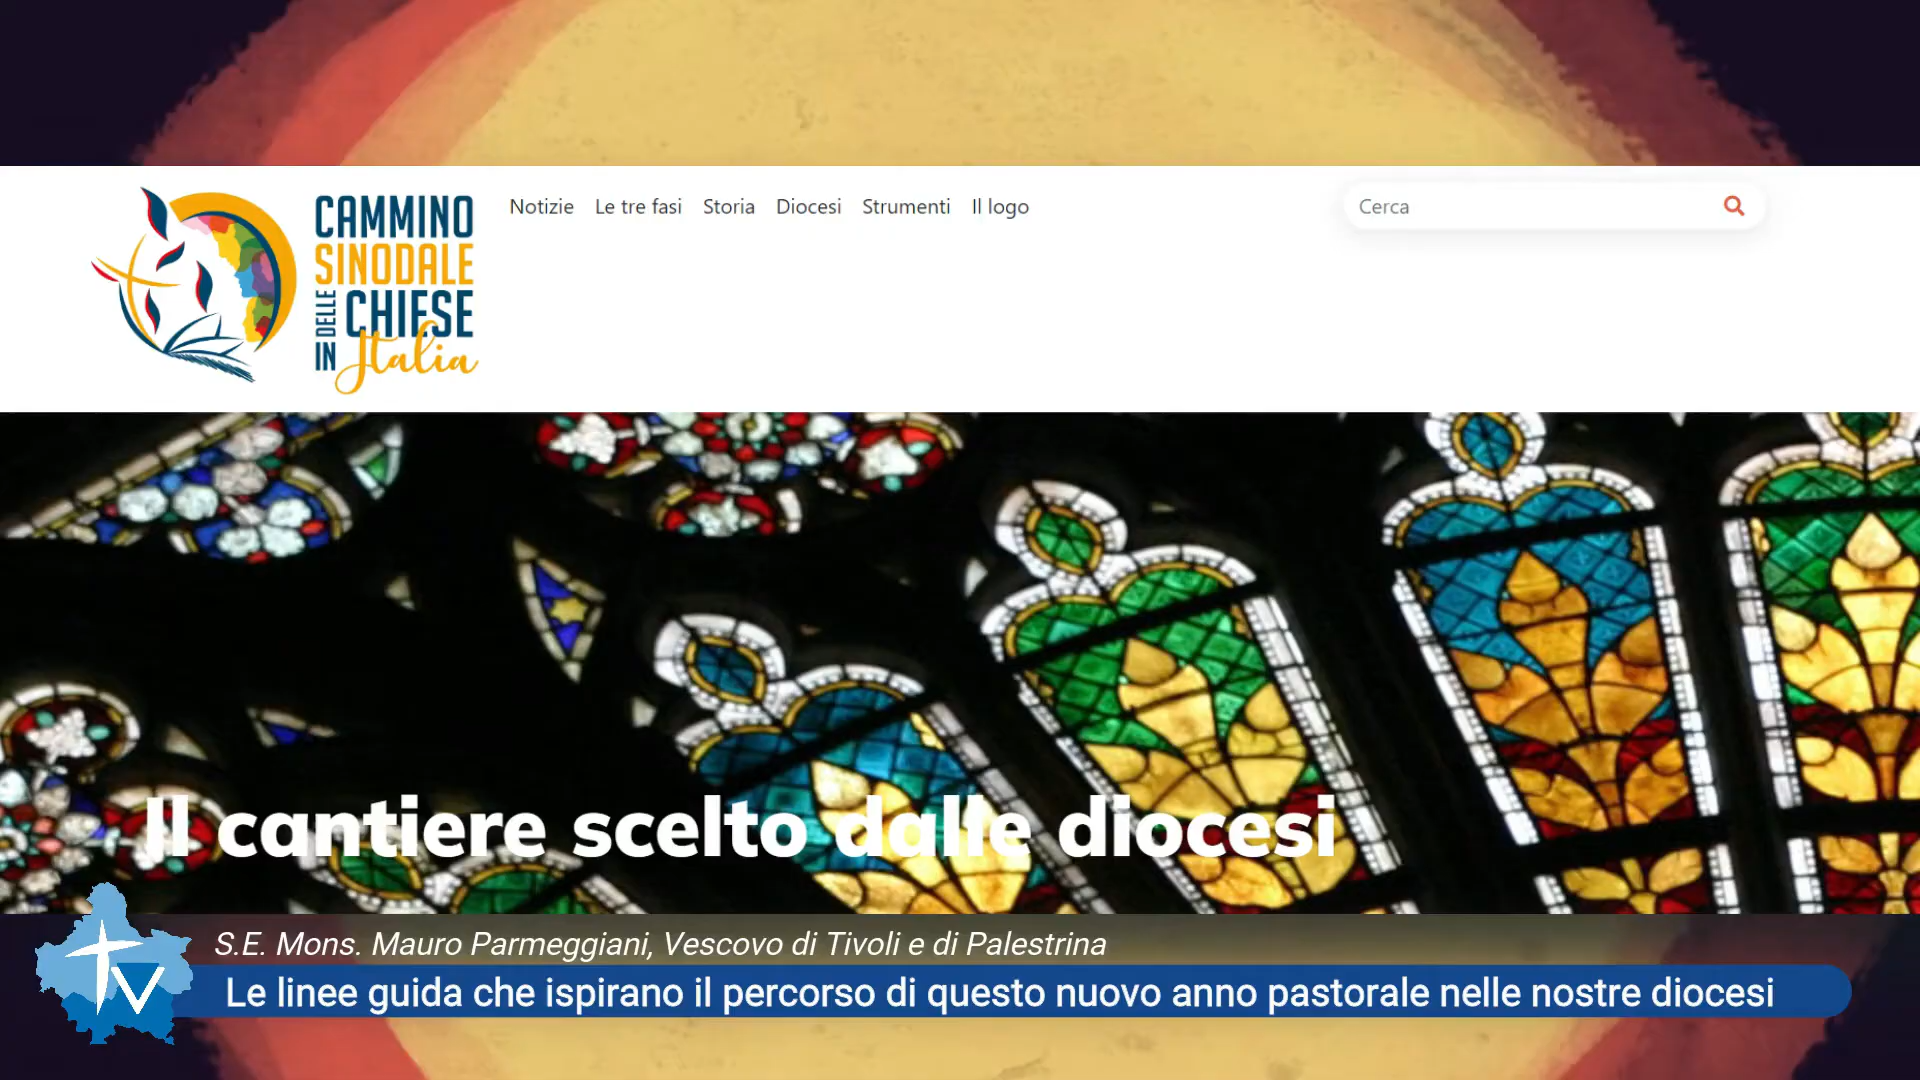 CAMMINO
SINODALE
DELLE CHIESE
IN Italia
Notizie Le tre fasi Storia Diocesi Strumenti Il logo
Cerca
Il cantiere scelto dalle diocesi
S.E. Mons. Mauro Parmeggiani, Vescovo di Tivoli e di Palestrina
Le linee guida che ispirano il percorso di questo nuovo anno pastorale nelle nostre diocesi
tv